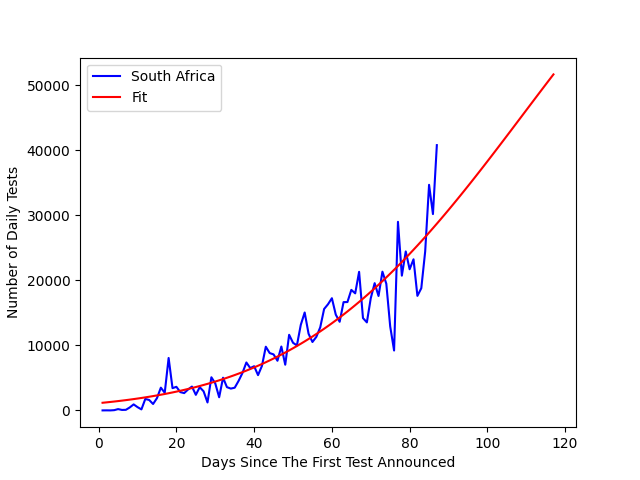 South Africa
Fit
50000
40000
30000
20000
10000
0
Number of Daily Tests
0 20 40 60 80 100 120
Days Since The First Test Announced